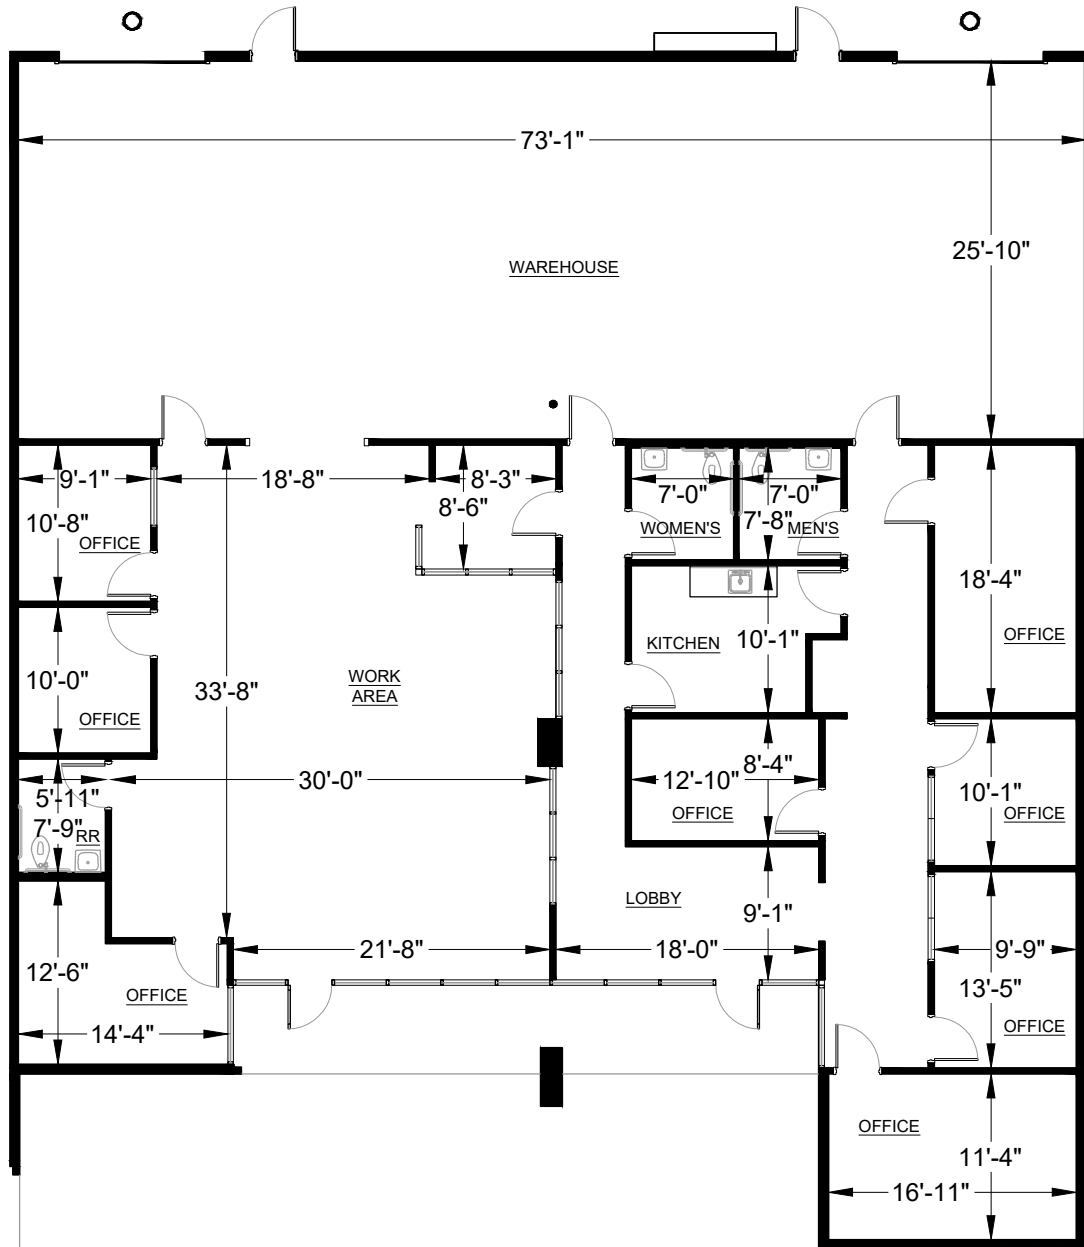 73'-1"
25'-10"
WAREHOUSE
9'-1"
18'-8"
8'-3"
8'-6"
7'-0"
7'-0"
7'-8"
WOMEN'S
MEN'S
10'-8"
OFFICE
18'-4"
OFFICE
KITCHEN
10'-1"
10'-0"
OFFICE
33'-8"
WORK
AREA
30'-0"
12'-10"
8'-4"
OFFICE
10'-1"
OFFICE
5'-11"
7'-9"
RR
LOBBY
9'-1"
21'-8"
18'-0"
9'-9"
13'-5"
OFFICE
12'-6"
OFFICE
14'-4"
OFFICE
11'-4"
16'-11"